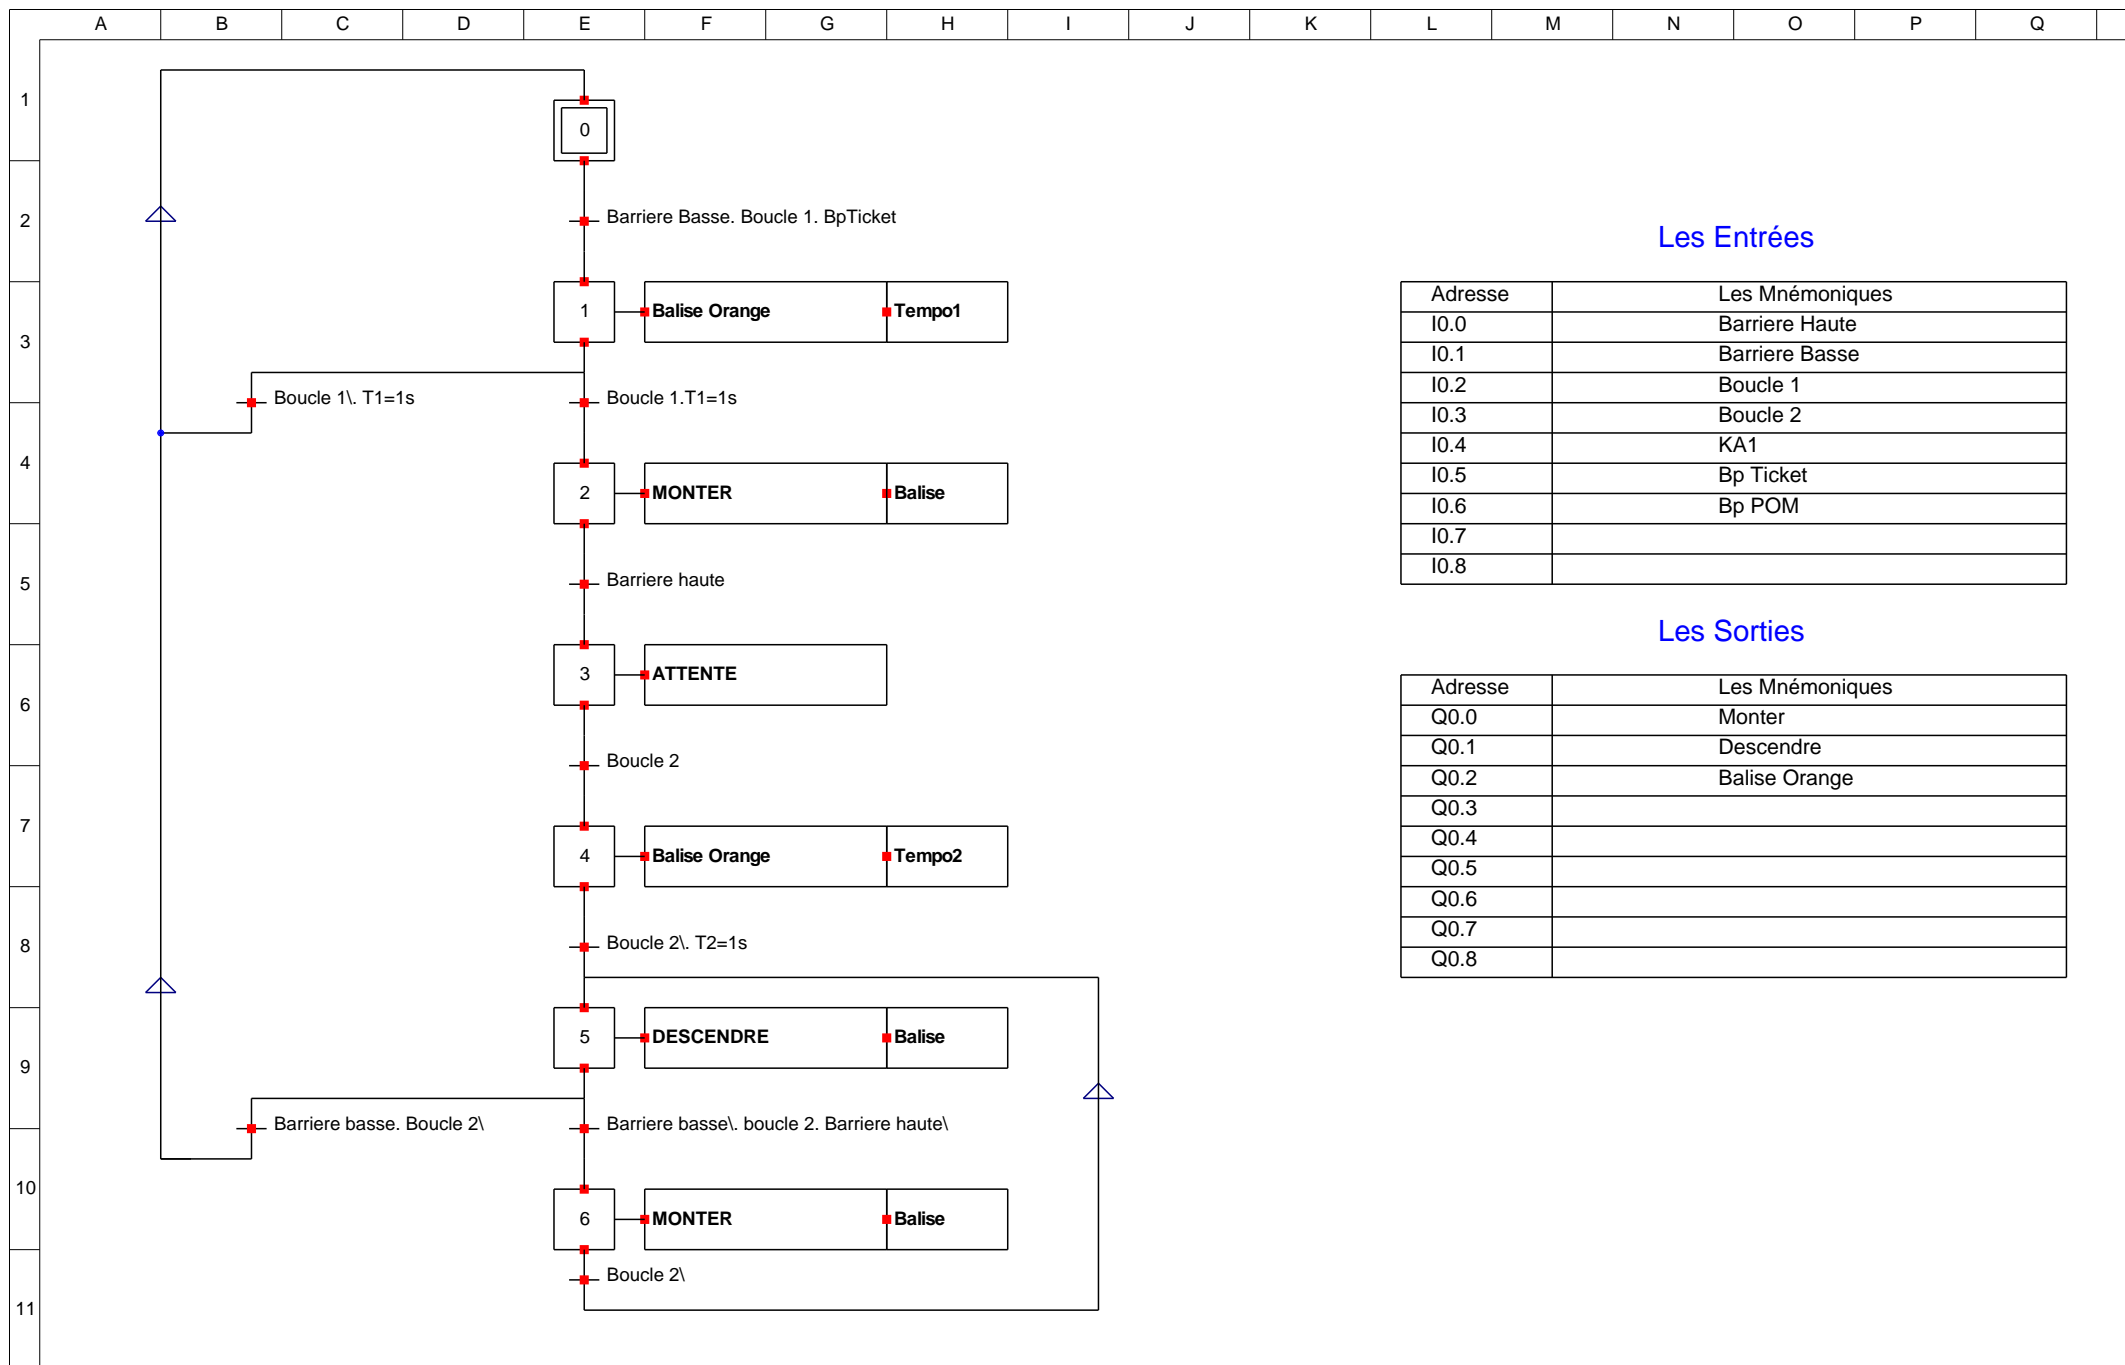 A B C D E F G H I J K L M N O P Q
1
0
2
Barriere Basse. Boucle 1. BpTicket
1 Balise Orange Tempo1
3
Boucle 1\. T1=1s
Boucle 1.T1=1s
4
2 MONTER Balise
5
Barriere haute
3 ATTENTE
6
Boucle 2
7
4 Balise Orange Tempo2
8
Boucle 2\. T2=1s
5 DESCENDRE Balise
9
Barriere basse. Boucle 2\
Barriere basse\. boucle 2. Barriere haute\
10
6 MONTER Balise
Boucle 2\
11
Les Entrées
Adresse Les Mnémoniques
I0.0 Barriere Haute
I0.1 Barriere Basse
I0.2 Boucle 1
I0.3 Boucle 2
I0.4 KA1
I0.5 Bp Ticket
I0.6 Bp POM
I0.7
I0.8
Les Sorties
Adresse Les Mnémoniques
Q0.0 Monter
Q0.1 Descendre
Q0.2 Balise Orange
Q0.3
Q0.4
Q0.5
Q0.6
Q0.7
Q0.8